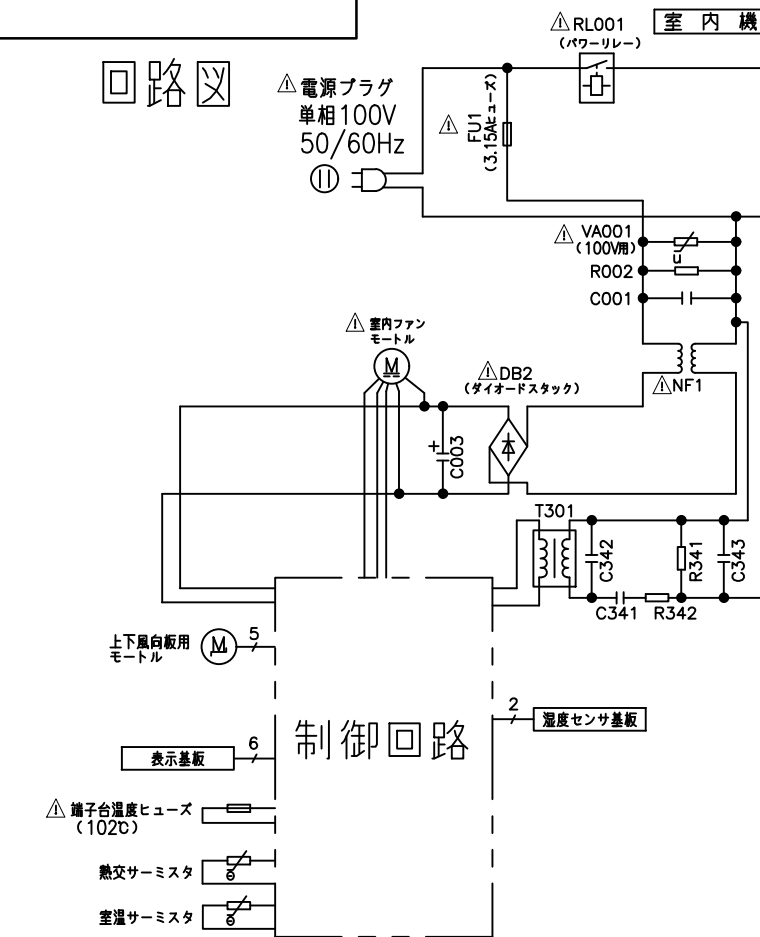 回路図
⚠ RL001
(パワーリレー)
室内機
⚠ 電源プラグ
単相100V
50/60Hz
⚠ FU1
(3.15Aヒューズ)
⚠ VA001
(100V用)
u
R002
C001
⚠ 室内ファン
モートル
M
⚠ DB2
(ダイオードスタック)
⚠ NF1
+
C003
T301
C342
R341
C343
C341
R342
上下風向板用
モートル
M
5
制御回路
2
湿度センサ基板
表示基板
6
⚠ 端子台温度ヒューズ
(102℃)
熱交サーミスタ
θ
室温サーミスタ
θ